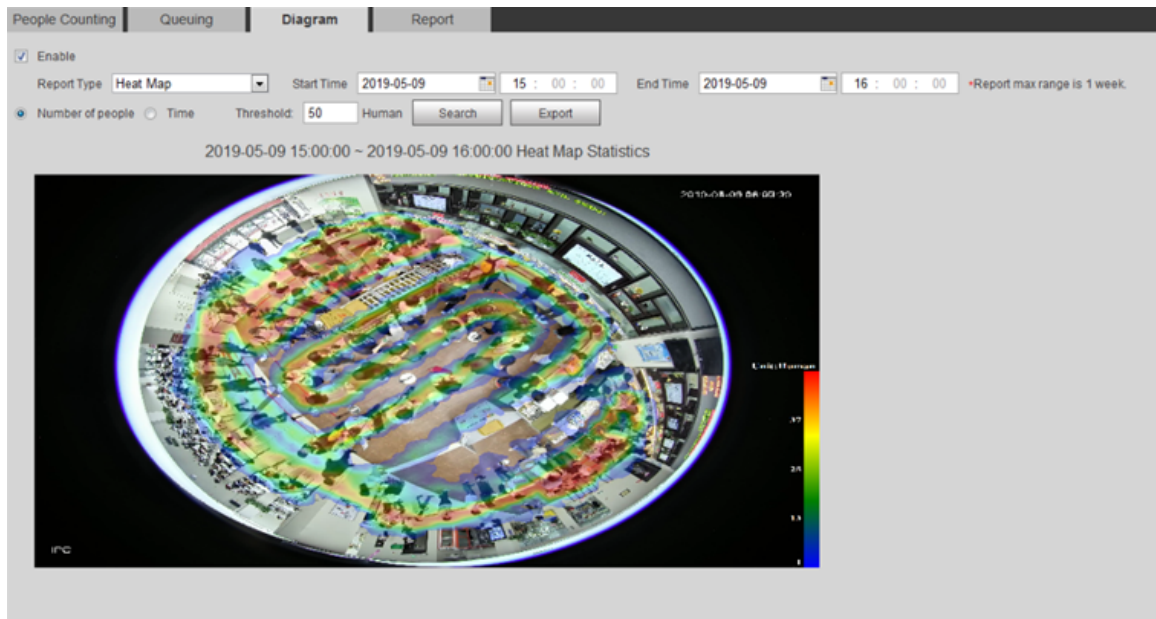 People Counting Queuing Diagram Report
Enable
Report Type Heat Map Start Time 2019-05-09 15 : 00 : 00 End Time 2019-05-09 16 : 00 : 00 *Report max range is 1 week.
Number of people Time Threshold: 50 Human Search Export
2019-05-09 15:00:00 ~ 2019-05-09 16:00:00 Heat Map Statistics
Unit: Human
37
IPC